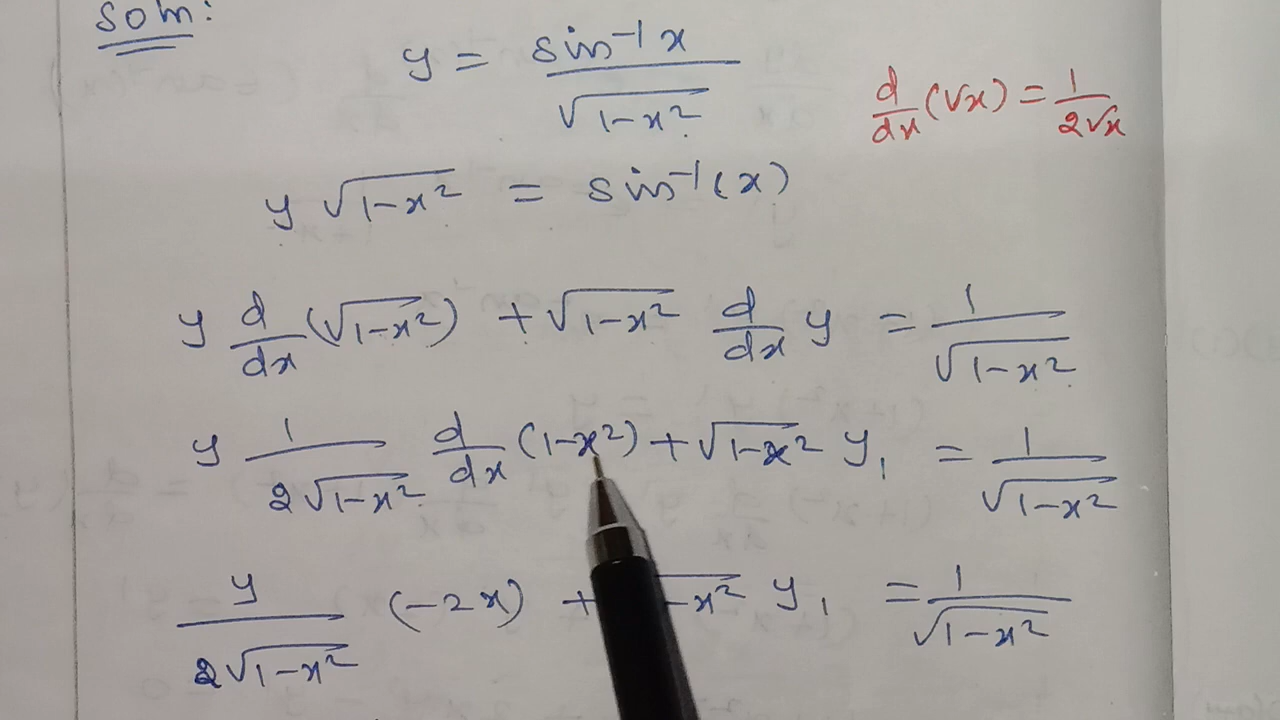 Soln:
y = sin⁻¹x / √(1-x²)
d/dx (√x) = 1/(2√x)
y √(1-x²) = sin⁻¹(x)
y d/dx (√(1-x²)) + √(1-x²) d/dx y = 1/√(1-x²)
y 1/(2√(1-x²)) d/dx (1-x²) + √(1-x²) y₁ = 1/√(1-x²)
y/(2√(1-x²)) (-2x) + -x² y₁ = 1/√(1-x²)